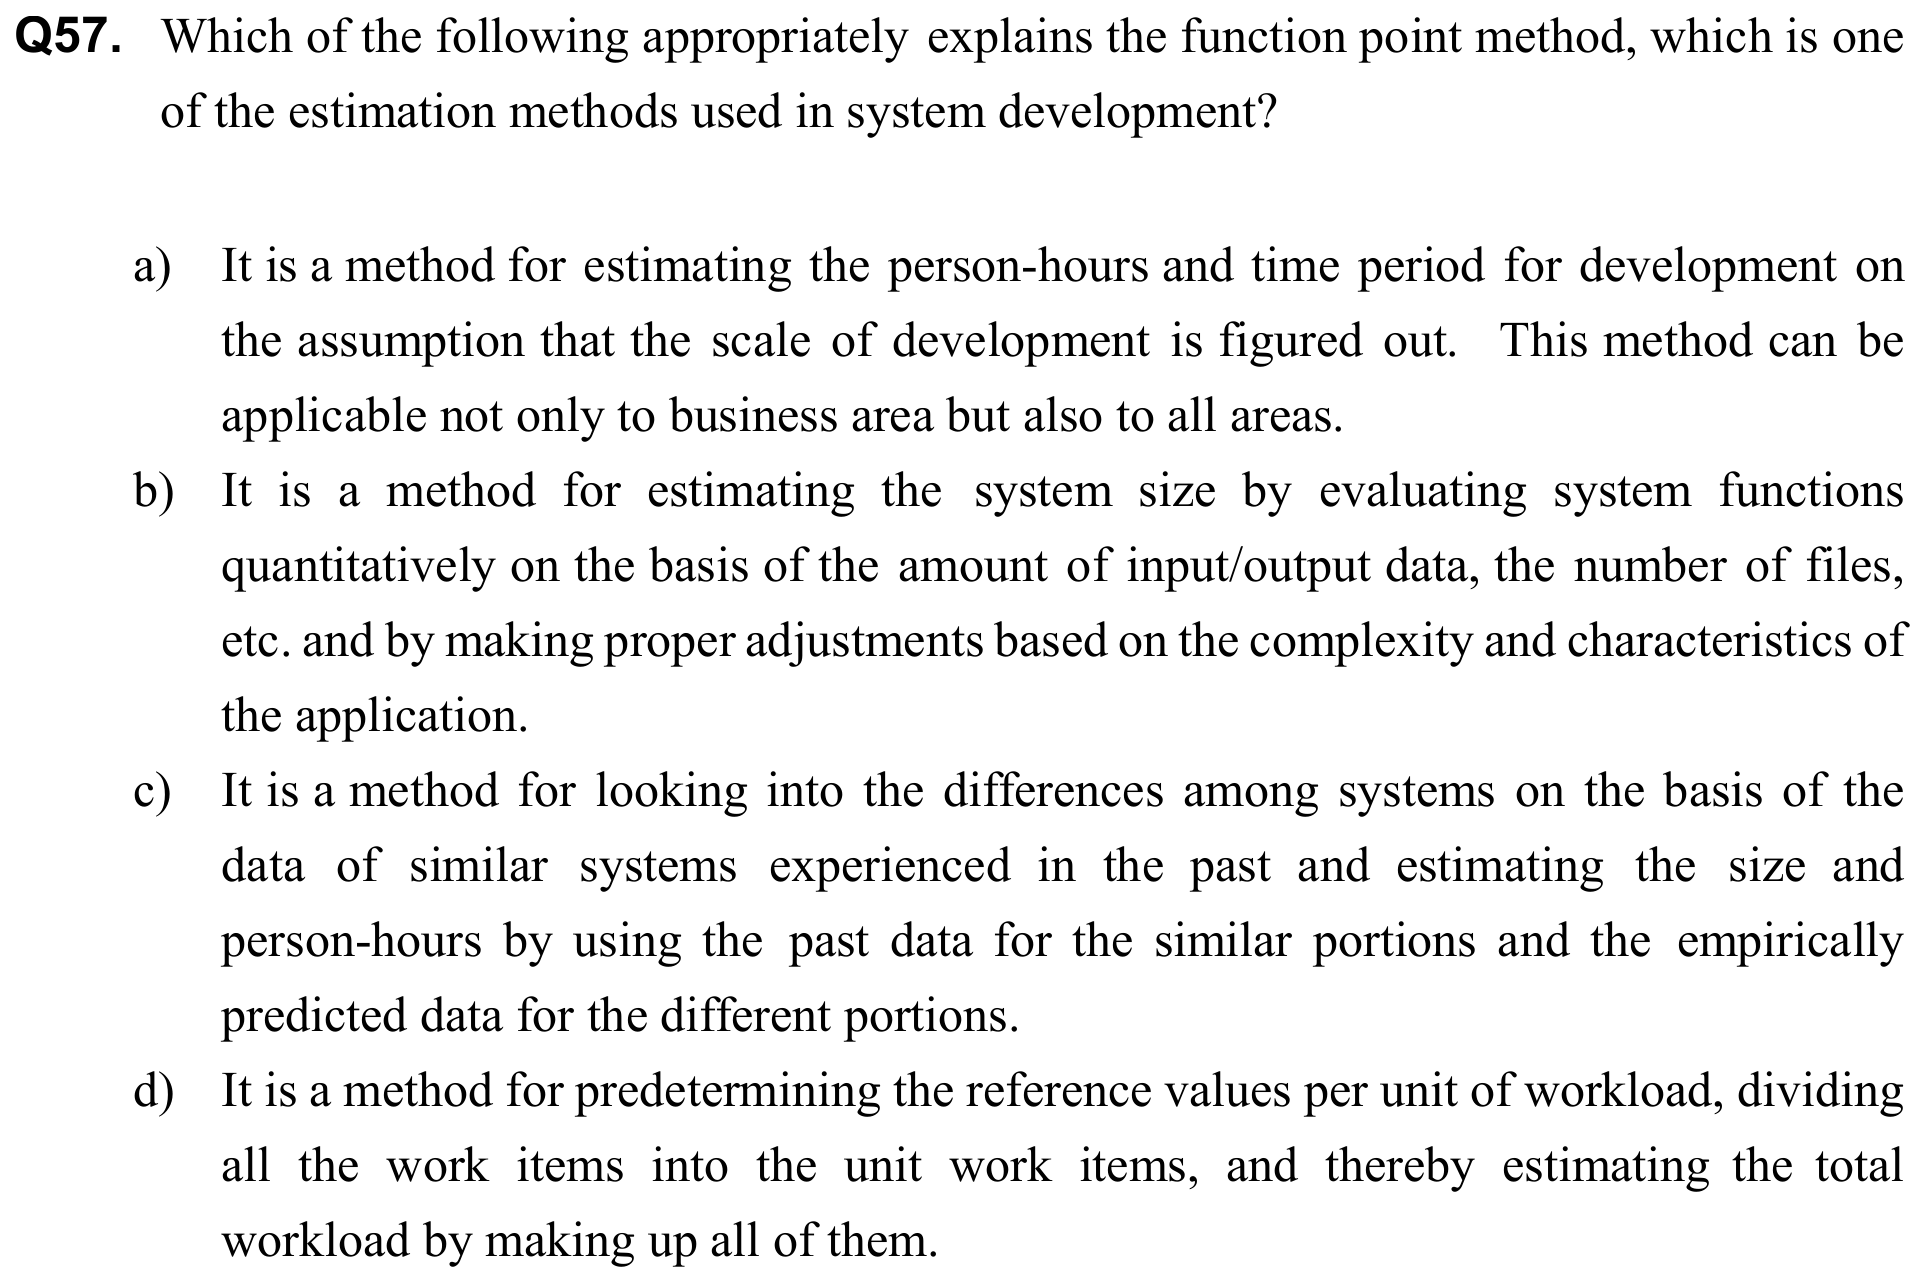 Q57. Which of the following appropriately explains the function point method, which is one
of the estimation methods used in system development?
a) It is a method for estimating the person-hours and time period for development on
the assumption that the scale of development is figured out. This method can be
applicable not only to business area but also to all areas.
b) It is a method for estimating the system size by evaluating system functions
quantitatively on the basis of the amount of input/output data, the number of files,
etc. and by making proper adjustments based on the complexity and characteristics of
the application.
c) It is a method for looking into the differences among systems on the basis of the
data of similar systems experienced in the past and estimating the size and
person-hours by using the past data for the similar portions and the empirically
predicted data for the different portions.
d) It is a method for predetermining the reference values per unit of workload, dividing
all the work items into the unit work items, and thereby estimating the total
workload by making up all of them.